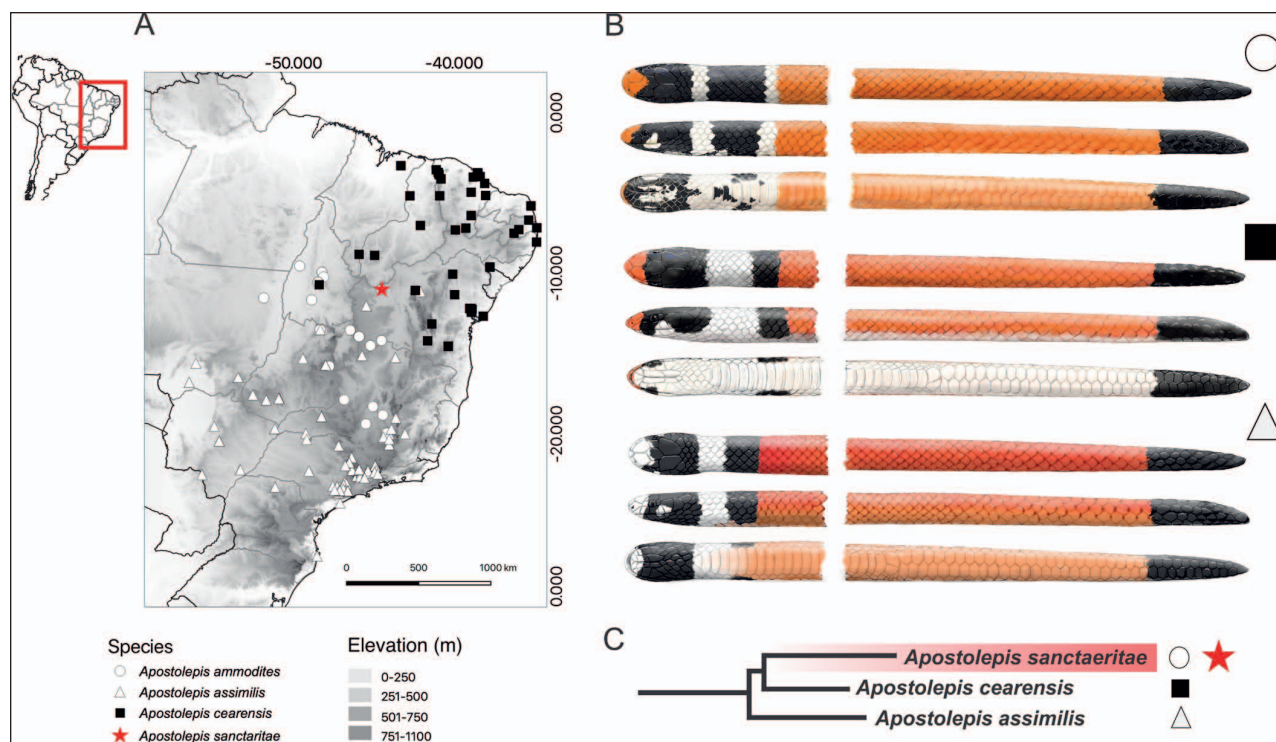 A
B
-50.000
-40.000
0.000
-10.000
-20.000
0.000
0
500
1000 km
Species
Apostolepis ammodites
Apostolepis assimilis
Apostolepis cearensis
Apostolepis sanctaritae
Elevation (m)
0-250
251-500
501-750
751-1100
C
Apostolepis sanctaeritae
Apostolepis cearensis
Apostolepis assimilis